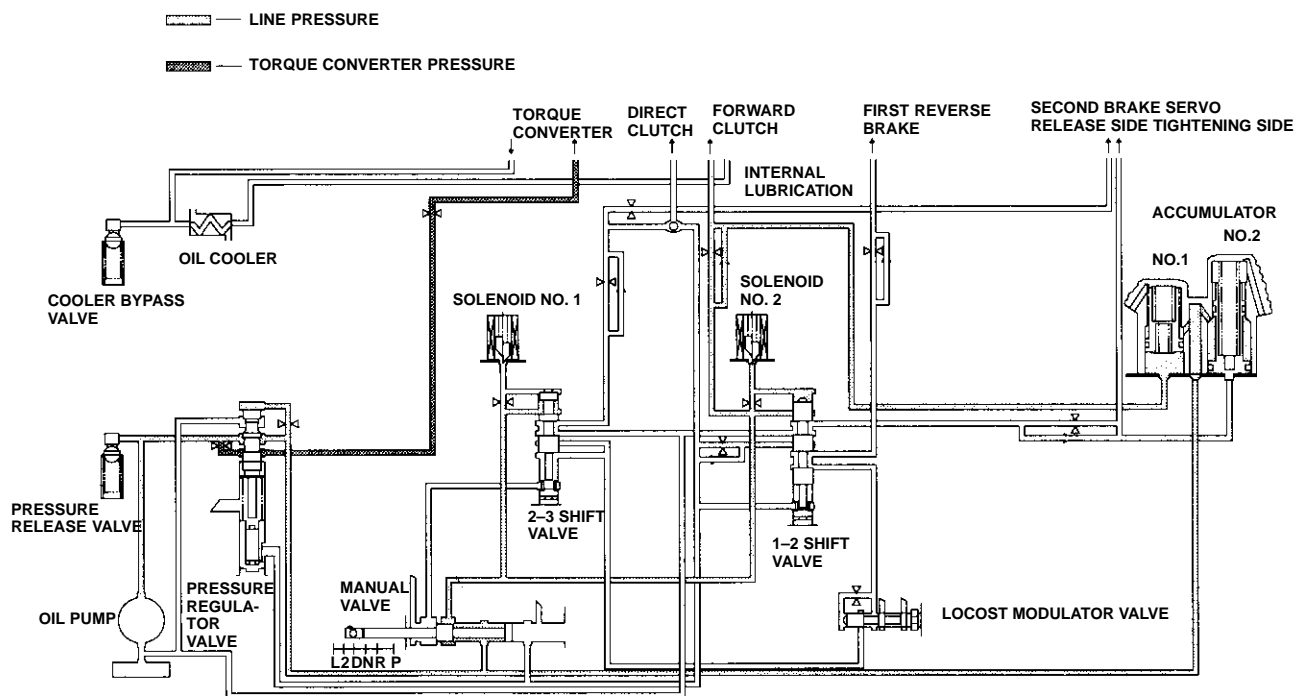 LINE PRESSURE
TORQUE CONVERTER PRESSURE
TORQUE
CONVERTER
DIRECT
CLUTCH
FORWARD
CLUTCH
FIRST REVERSE
BRAKE
SECOND BRAKE SERVO
RELEASE SIDE TIGHTENING SIDE
INTERNAL
LUBRICATION
ACCUMULATOR
NO.2
NO.1
OIL COOLER
COOLER BYPASS
VALVE
SOLENOID NO. 1
SOLENOID
NO. 2
PRESSURE
RELEASE VALVE
2–3 SHIFT
VALVE
1–2 SHIFT
VALVE
OIL PUMP
PRESSURE
REGULA-
TOR
VALVE
MANUAL
VALVE
L2DNR P
LOCOST MODULATOR VALVE